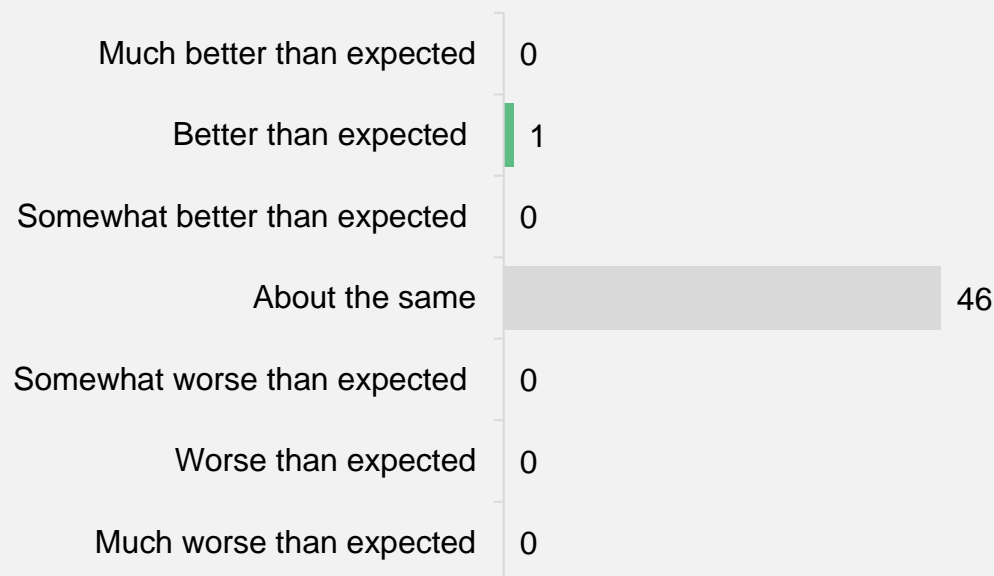 Much better than expected 0
Better than expected 1
Somewhat better than expected 0
About the same 46
Somewhat worse than expected 0
Worse than expected 0
Much worse than expected 0